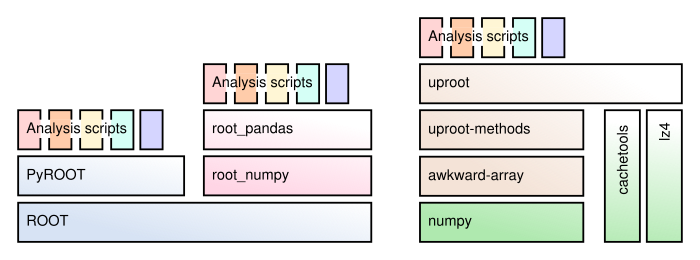 Analysis scripts
PyROOT
ROOT
Analysis scripts
root_pandas
root_numpy
Analysis scripts
uproot
uproot-methods
awkward-array
numpy
cachetools
lz4